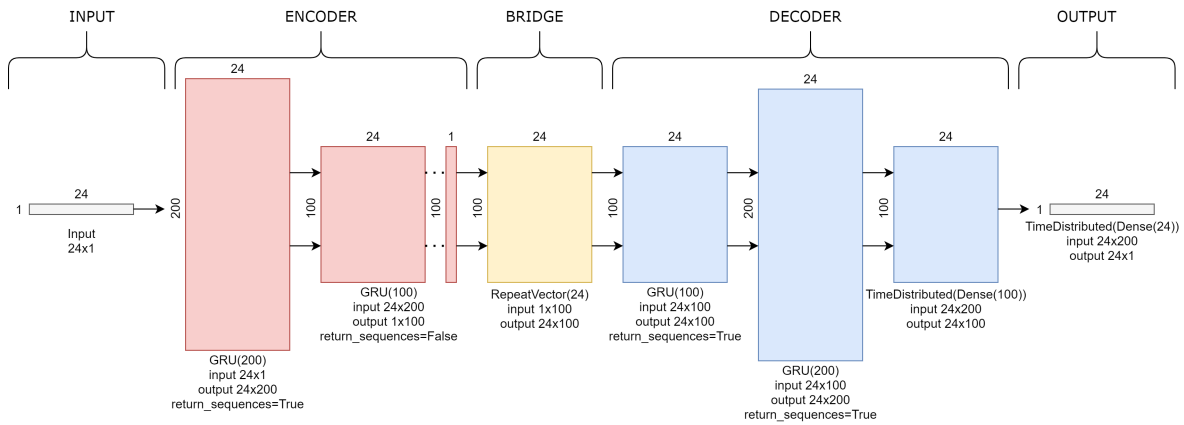 INPUT
ENCODER
BRIDGE
DECODER
OUTPUT
1
24
Input
24x1
200
24
GRU(200)
input 24x1
output 24x200
return_sequences=True
100
24
GRU(100)
input 24x200
output 1x100
return_sequences=False
...
...
100
1
100
24
RepeatVector(24)
input 1x100
output 24x100
100
24
GRU(100)
input 24x100
output 24x100
return_sequences=True
200
24
GRU(200)
input 24x100
output 24x200
return_sequences=True
100
24
TimeDistributed(Dense(100))
input 24x200
output 24x100
1
24
TimeDistributed(Dense(24))
input 24x200
output 24x1